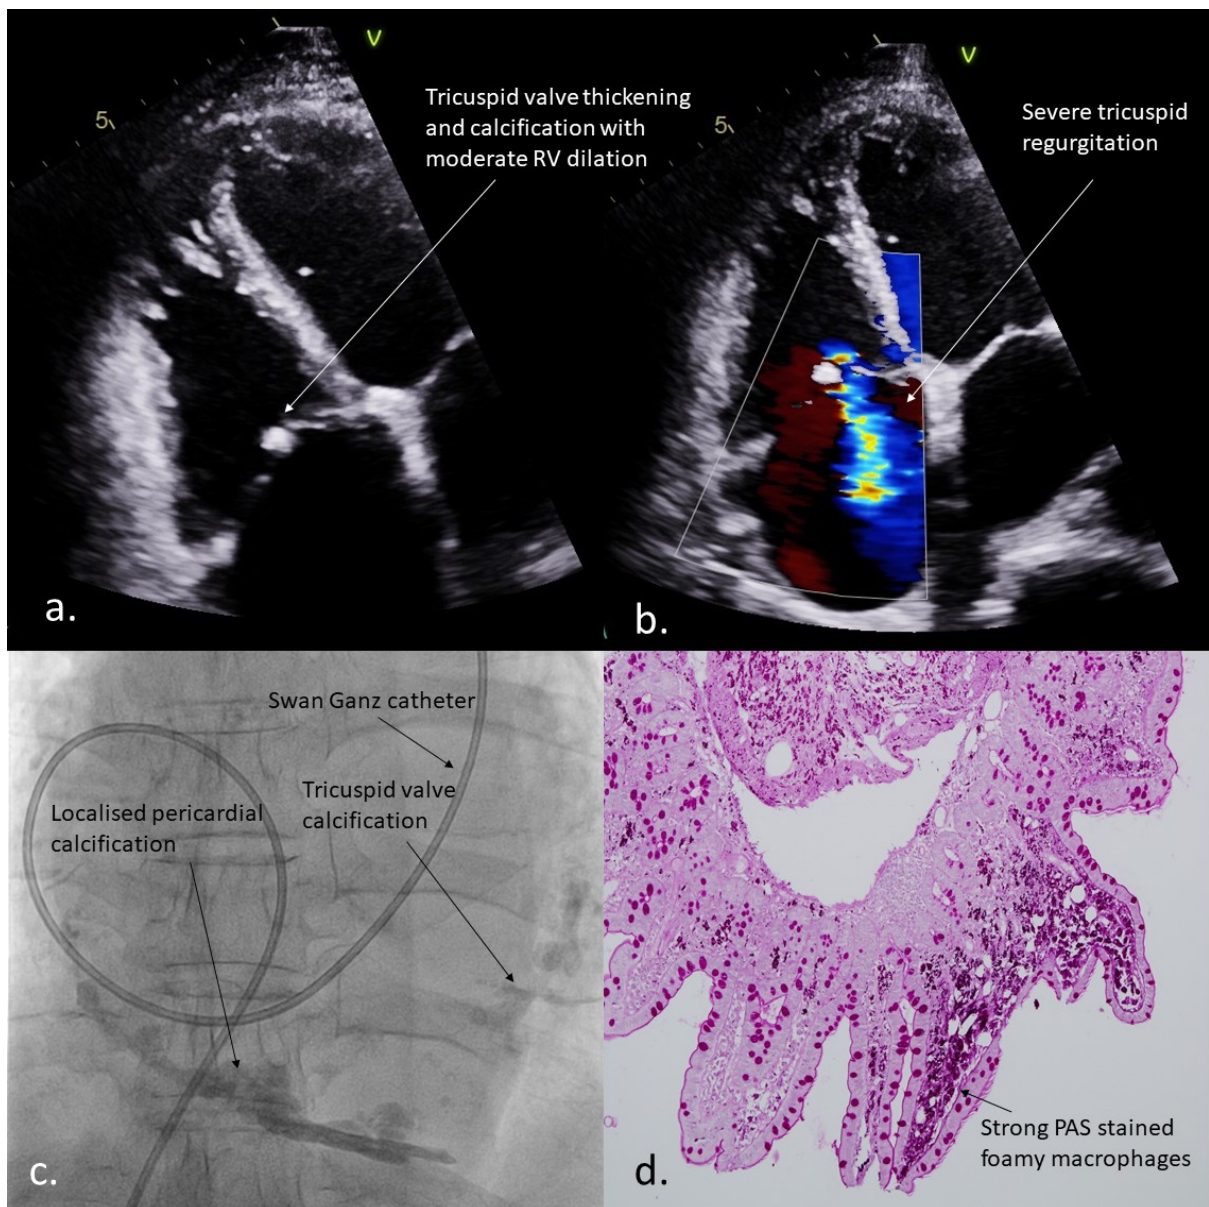 V
5
Tricuspid valve thickening
and calcification with
moderate RV dilation
a.
V
5
Severe tricuspid
regurgitation
b.
Swan Ganz catheter
Tricuspid valve
calcification
Localised pericardial
calcification
c.
Strong PAS stained
foamy macrophages
d.